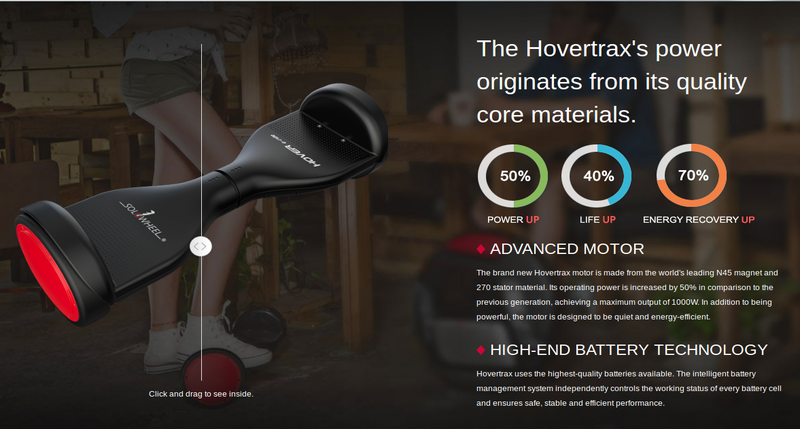 The Hovertrax's power
originates from its quality
core materials.
50%
40%
70%
POWER UP
LIFE UP
ENERGY RECOVERY UP
HOVER
SOLOWHEEL
ADVANCED MOTOR
The brand new Hovertrax motor is made from the world's leading N45 magnet and
270 stator material. Its operating power is increased by 50% in comparison to the
previous generation, achieving a maximum output of 1000W. In addition to being
powerful, the motor is designed to be quiet and energy-efficient.
HIGH-END BATTERY TECHNOLOGY
Hovertrax uses the highest-quality batteries available. The intelligent battery
management system independently controls the working status of every battery cell
and ensures safe, stable and efficient performance.
Click and drag to see inside.